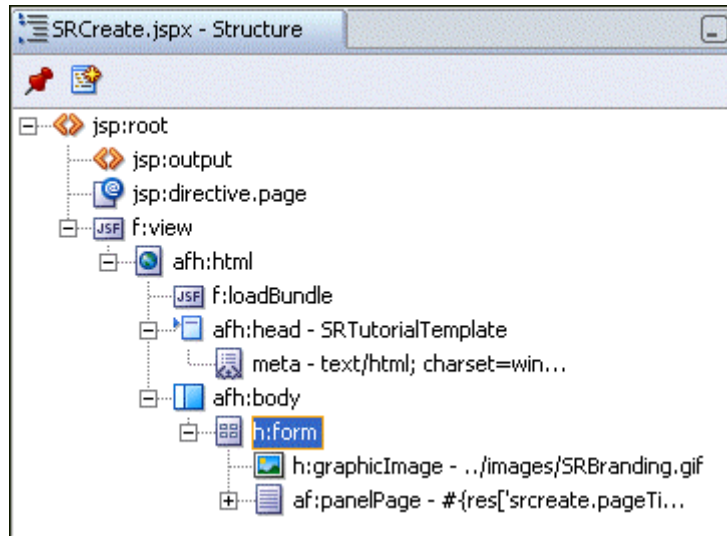 SRCreate.jspx - Structure
jsp:root
jsp:output
jsp:directive.page
JSF f:view
afh:html
JSF f:loadBundle
afh:head - SRTutorialTemplate
meta - text/html; charset=win...
afh:body
h:form
h:graphicImage - ../images/SRBranding.gif
af:panelPage - #{res['srcreate.pageTi...